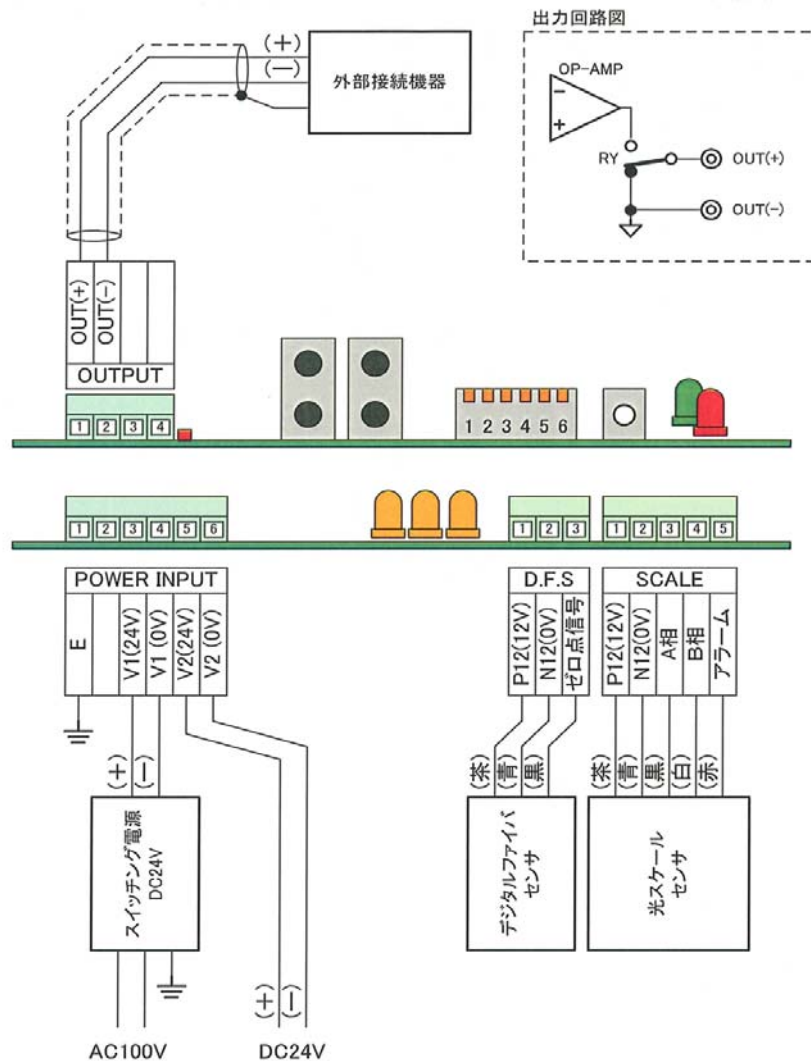 出力回路図
OP-AMP
RY
OUT(+)
OUT(-)
(+)
(-)
外部接続機器
OUT(+)
OUT(-)
OUTPUT
1 2 3 4
1 2 3 4 5 6
1 2 3 4 5 6
1 2 3
1 2 3 4 5
POWER INPUT
E
V1(24V)
V1 (0V)
V2(24V)
V2 (0V)
D.F.S
P12(12V)
N12(0V)
ゼロ点信号
SCALE
P12(12V)
N12(0V)
A相
B相
アラーム
(+)
(-)
スイッチング電源
DC24V
(茶)
(青)
(黒)
デジタルファイバ
センサ
(茶)
(青)
(黒)
(白)
(赤)
光スケール
センサ
(+)
(-)
AC100V
DC24V